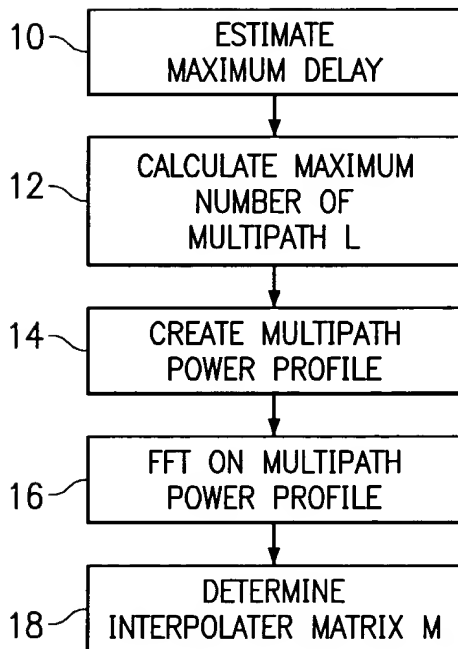 10
ESTIMATE
MAXIMUM DELAY
12
CALCULATE MAXIMUM
NUMBER OF
MULTIPATH L
14
CREATE MULTIPATH
POWER PROFILE
16
FFT ON MULTIPATH
POWER PROFILE
18
DETERMINE
INTERPOLATER MATRIX M